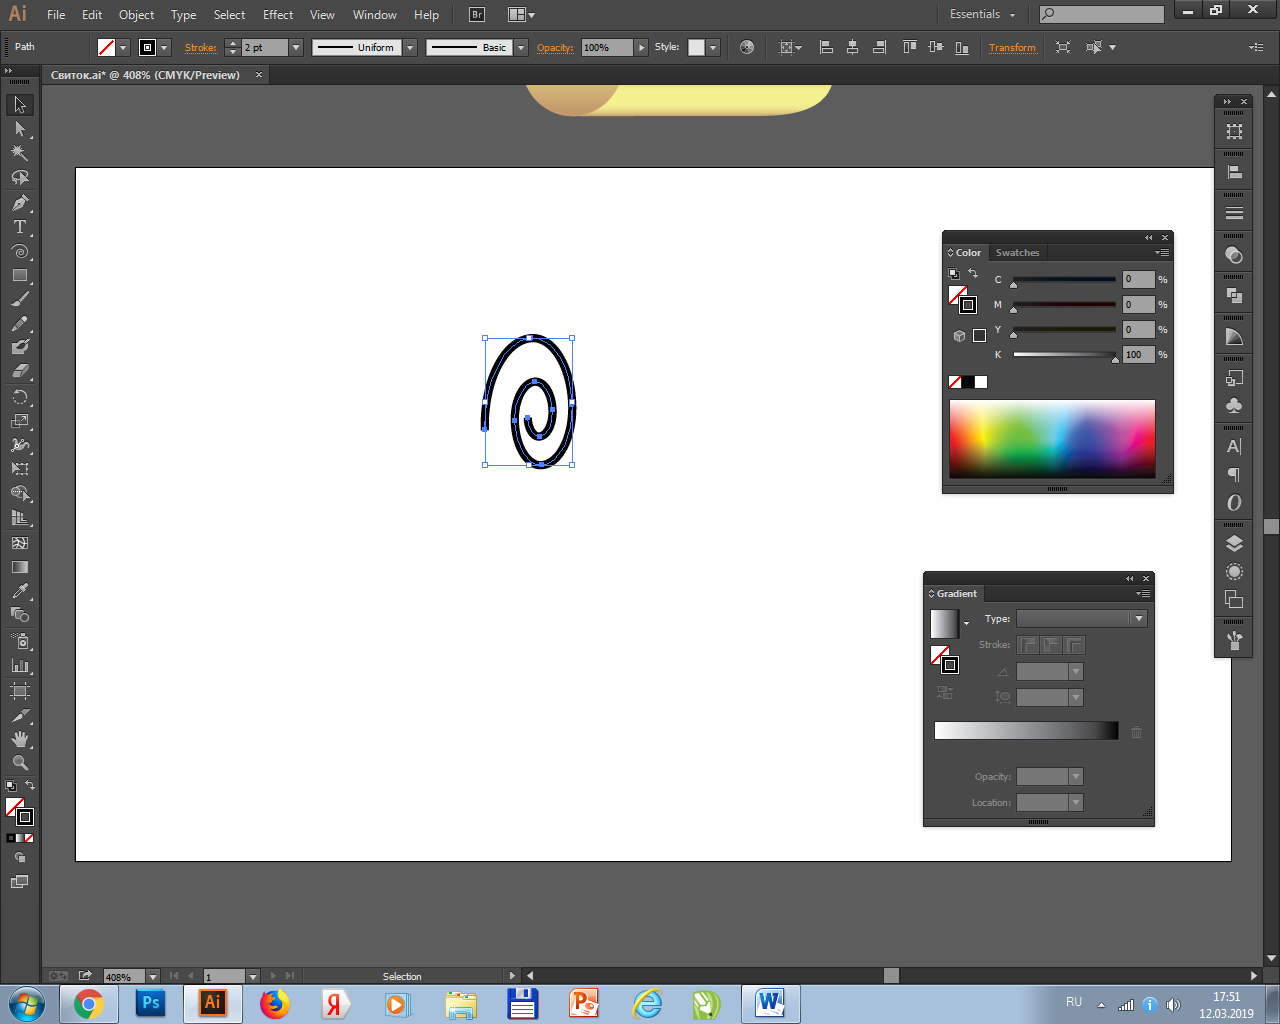 Ai File Edit Object Type Select Effect View Window Help Br Essentials
Path Stroke: 2 pt Uniform Basic Opacity: 100% Style: Transform
Свиток.ai* @ 408% (CMYK/Preview)
Color Swatches
C 0 %
M 0 %
Y 0 %
K 100 %
Gradient
Type:
Stroke:
Opacity:
Location:
408% 1 Selection
Ps Ai Я W RU 17:51
12.03.2019